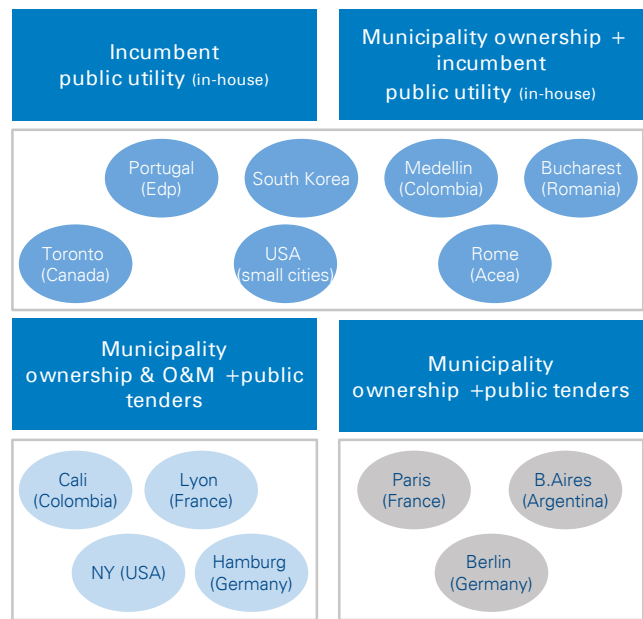 Incumbent
public utility (in-house)
Municipality ownership +
incumbent
public utility (in-house)
Portugal
(Edp)
South Korea
Medellin
(Colombia)
Bucharest
(Romania)
Toronto
(Canada)
USA
(small cities)
Rome
(Acea)
Municipality
ownership & O&M +public
tenders
Municipality
ownership +public tenders
Cali
(Colombia)
Lyon
(France)
NY (USA)
Hamburg
(Germany)
Paris
(France)
B.Aires
(Argentina)
Berlin
(Germany)